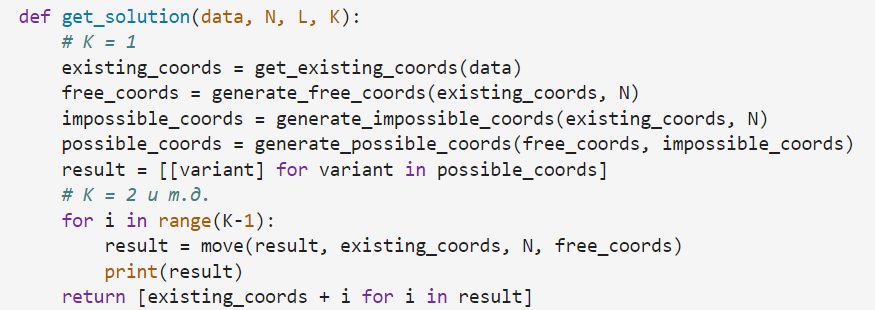 def get_solution(data, N, L, K):
    # K = 1
    existing_coords = get_existing_coords(data)
    free_coords = generate_free_coords(existing_coords, N)
    impossible_coords = generate_impossible_coords(existing_coords, N)
    possible_coords = generate_possible_coords(free_coords, impossible_coords)
    result = [[variant] for variant in possible_coords]
    # K = 2 и т.д.
    for i in range(K-1):
        result = move(result, existing_coords, N, free_coords)
        print(result)
    return [existing_coords + i for i in result]